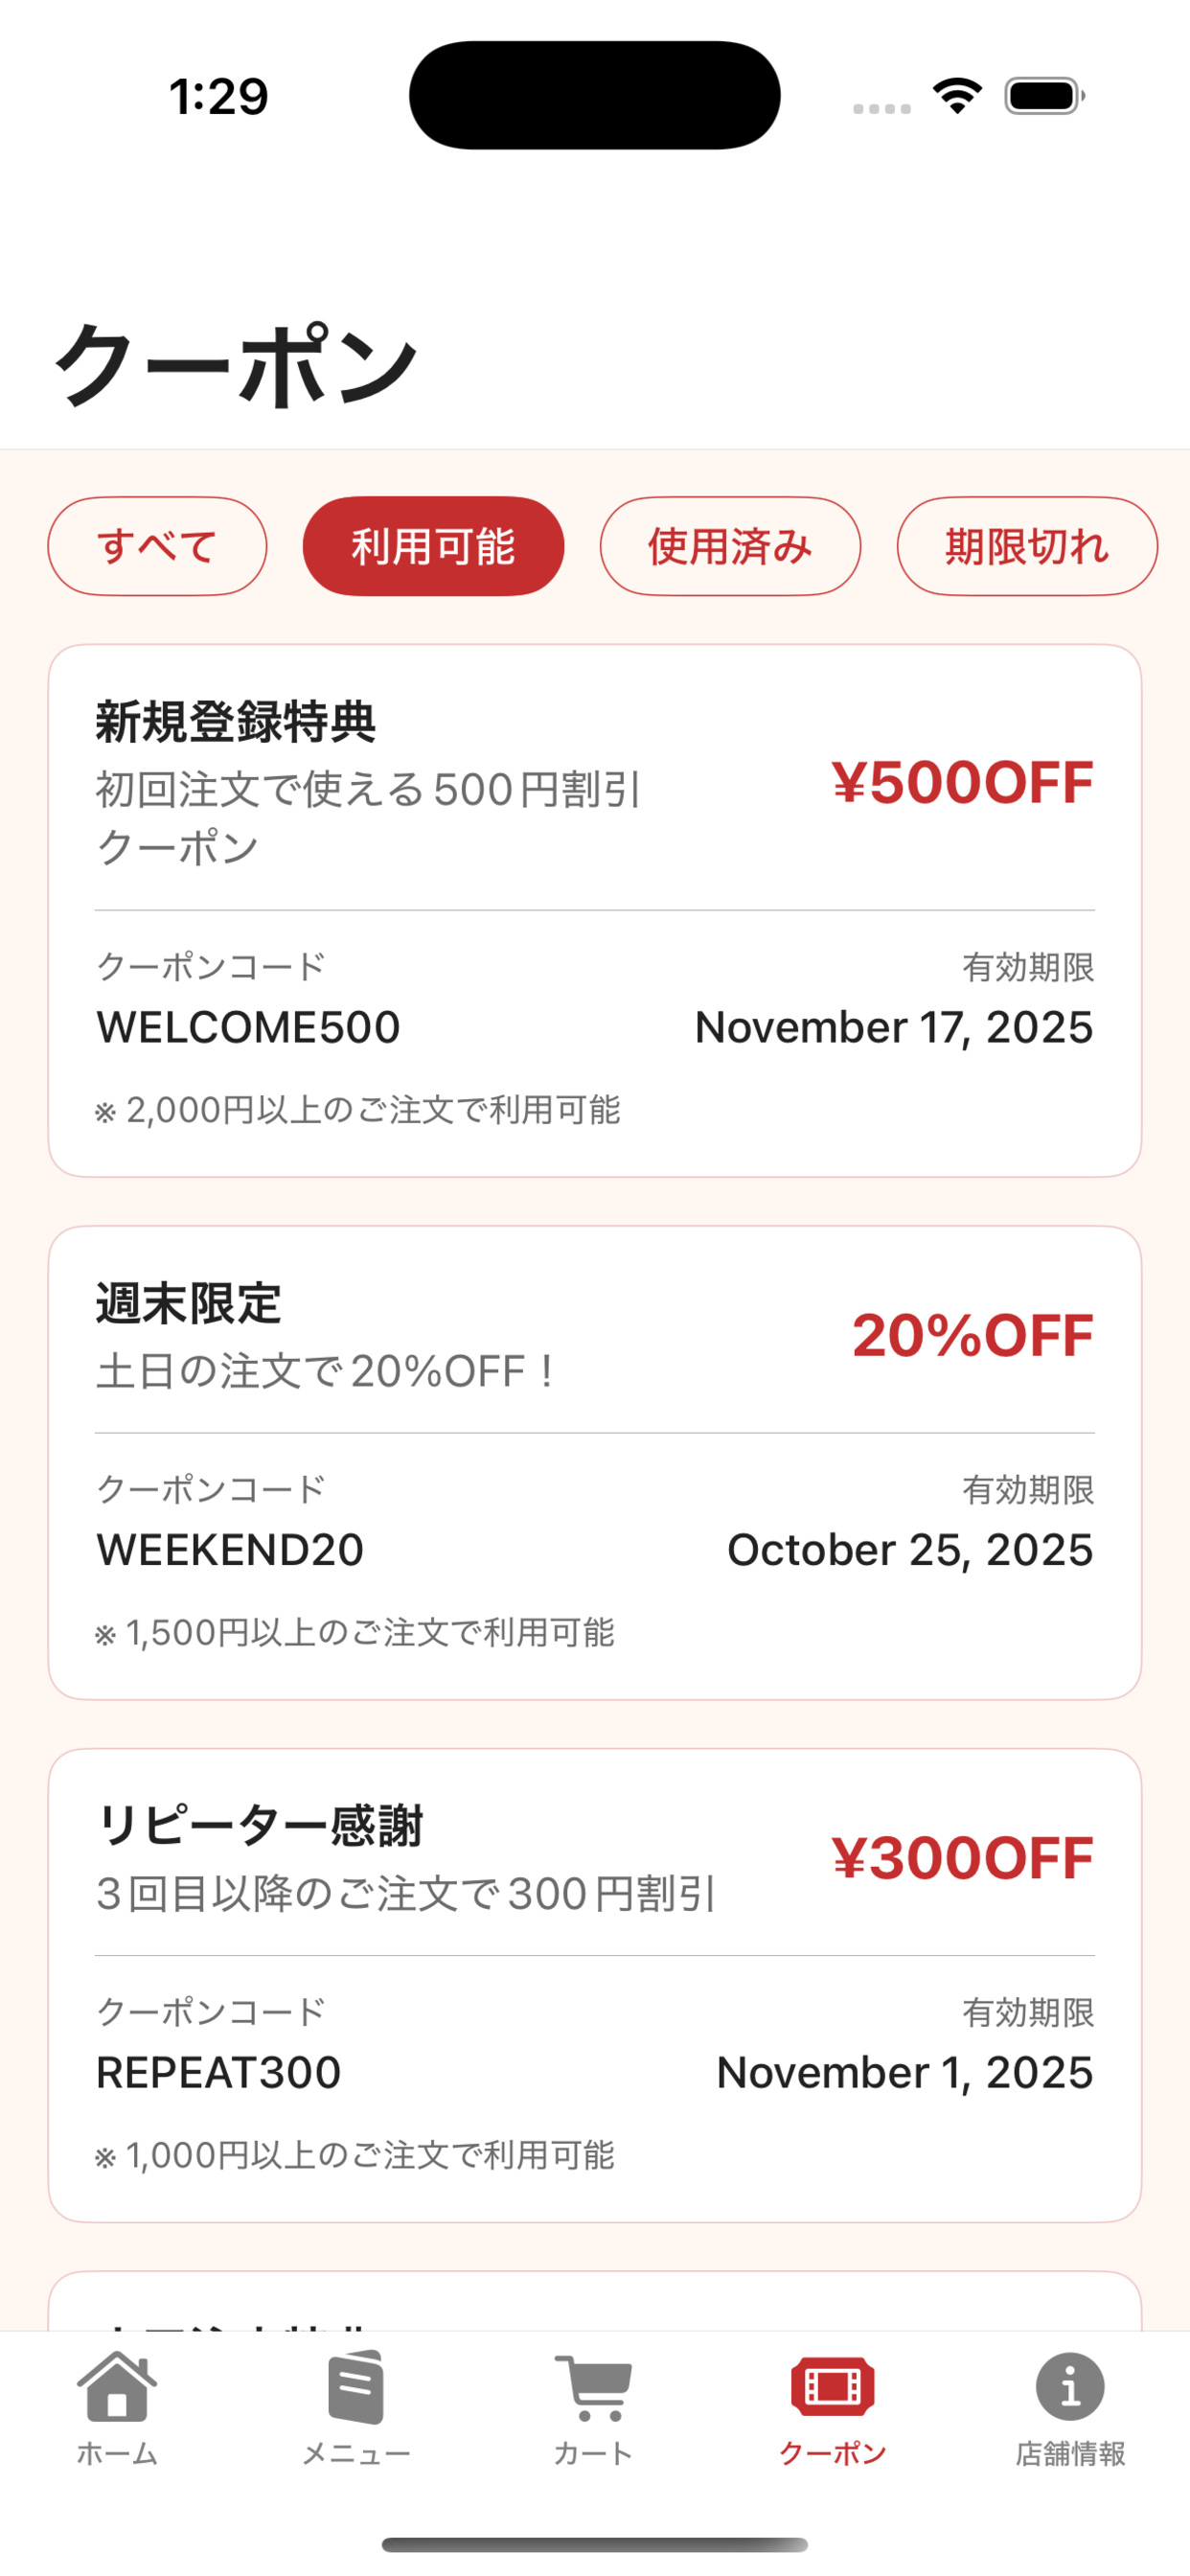 1:29
クーポン
すべて 利用可能 使用済み 期限切れ
新規登録特典
初回注文で使える500円割引
クーポン
¥500OFF
クーポンコード 有効期限
WELCOME500 November 17, 2025
※ 2,000円以上のご注文で利用可能
週末限定
土日の注文で20%OFF！
20%OFF
クーポンコード 有効期限
WEEKEND20 October 25, 2025
※ 1,500円以上のご注文で利用可能
リピーター感謝
3回目以降のご注文で300円割引
¥300OFF
クーポンコード 有効期限
REPEAT300 November 1, 2025
※ 1,000円以上のご注文で利用可能
ホーム メニュー カート クーポン 店舗情報